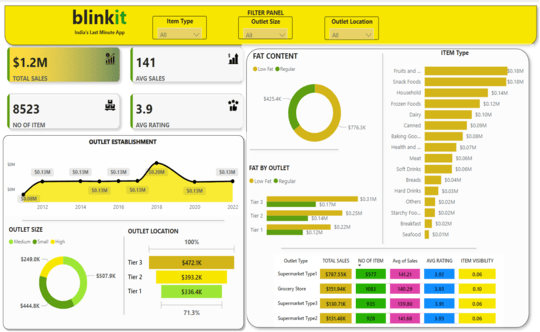 blinkit
India's Last Minute App
FILTER PANEL
Item Type
All
Outlet Size
All
Outlet Location
All
$1.2M
TOTAL SALES
141
AVG SALES
8523
NO OF ITEM
3.9
AVG RATING
FAT CONTENT
Low Fat Regular
$425.4K
$776.3K
ITEM Type
Fruits and ... $0.18M
Snack Foods $0.18M
Household $0.14M
Frozen Foods $0.12M
Dairy $0.10M
Canned $0.09M
Baking Goo... $0.08M
Health and ... $0.07M
Meat $0.06M
Soft Drinks $0.06M
Breads $0.04M
Hard Drinks $0.03M
Others $0.02M
Starchy Foo... $0.02M
Breakfast $0.02M
Seafood $0.01M
OUTLET ESTABLISHMENT
$0.20M
$0.13M $0.13M $0.13M $0.13M
$0.13M $0.13M $0.13M
2012 2014 2016 2018 2020 2022
FAT BY OUTLET
Low Fat Regular
Tier 3 $0.31M
$0.17M
Tier 2 $0.25M
$0.14M
Tier 1 $0.22M
$0.12M
OUTLET SIZE
Medium Small High
$249.0K
$507.9K
$444.8K
OUTLET LOCATION
100%
Tier 3 $472.1K
Tier 2 $393.2K
Tier 1 $336.4K
71.3%
Outlet Type TOTAL SALES NO OF ITEM Avg of Sales AVG RATING ITEM VISIBILITY
Supermarket Type1 $787.55K 5577 141.21 3.92 0.06
Grocery Store $151.94K 1083 140.29 3.93 0.10
Supermarket Type3 $130.71K 935 139.80 3.91 0.06
Supermarket Type2 $131.48K 928 141.68 3.93 0.06